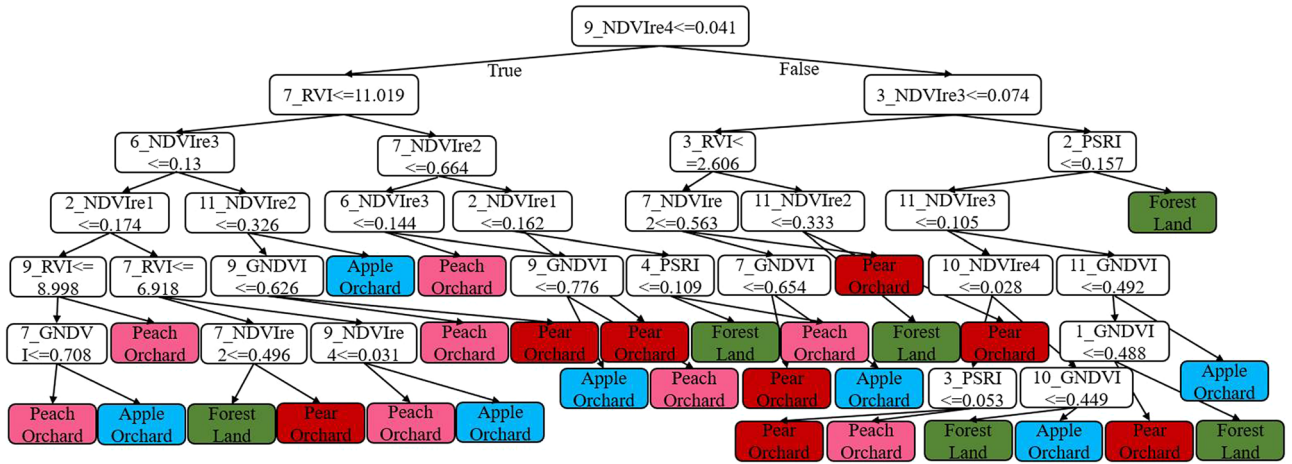 9_NDVIre4<=0.041
True
False
7_RVI<=11.019
3_NDVIre3<=0.074
6_NDVIre3
<=0.13
7_NDVIre2
<=0.664
3_RVI<
=2.606
2_PSRI
<=0.157
2_NDVIre1
<=0.174
11_NDVIre2
<=0.326
6_NDVIre3
<=0.144
2_NDVIre1
<=0.162
7_NDVIre
2<=0.563
11_NDVIre2
<=0.333
11_NDVIre3
<=0.105
Forest
Land
9_RVI<=
8.998
7_RVI<=
6.918
9_GNDVI
<=0.626
Apple
Orchard
Peach
Orchard
9_GNDVI
<=0.776
4_PSRI
<=0.109
7_GNDVI
<=0.654
Pear
Orchard
10_NDVIre4
<=0.028
11_GNDVI
<=0.492
7_GNDV
I<=0.708
Peach
Orchard
7_NDVIre
2<=0.496
9_NDVIre
4<=0.031
Peach
Orchard
Pear
Orchard
Pear
Orchard
Forest
Land
Peach
Orchard
Forest
Land
Pear
Orchard
1_GNDVI
<=0.488
Apple
Orchard
Apple
Orchard
Peach
Orchard
Pear
Orchard
Apple
Orchard
3_PSRI
<=0.053
10_GNDVI
<=0.449
Peach
Orchard
Apple
Orchard
Forest
Land
Pear
Orchard
Peach
Orchard
Apple
Orchard
Pear
Orchard
Peach
Orchard
Forest
Land
Apple
Orchard
Pear
Orchard
Forest
Land